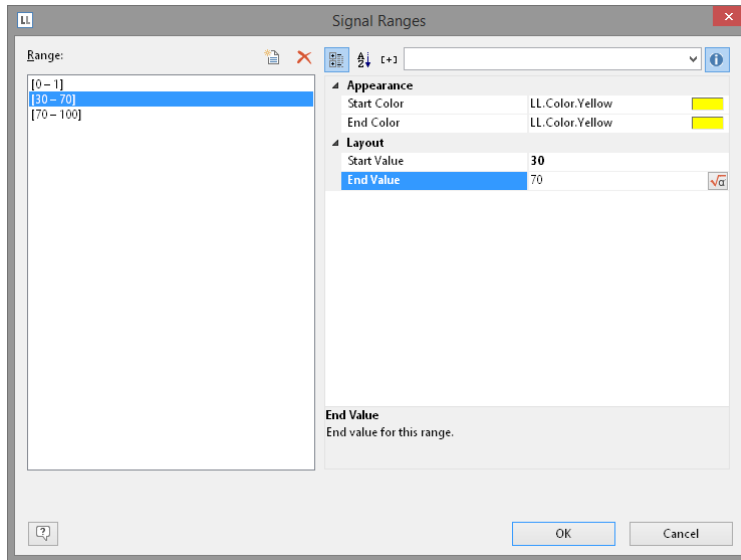 LL
Signal Ranges
Range:
[+]
[0 – 1]
[30 – 70]
[70 – 100]
Appearance
Start Color LL.Color.Yellow
End Color LL.Color.Yellow
Layout
Start Value 30
End Value 70 √α
End Value
End value for this range.
OK Cancel